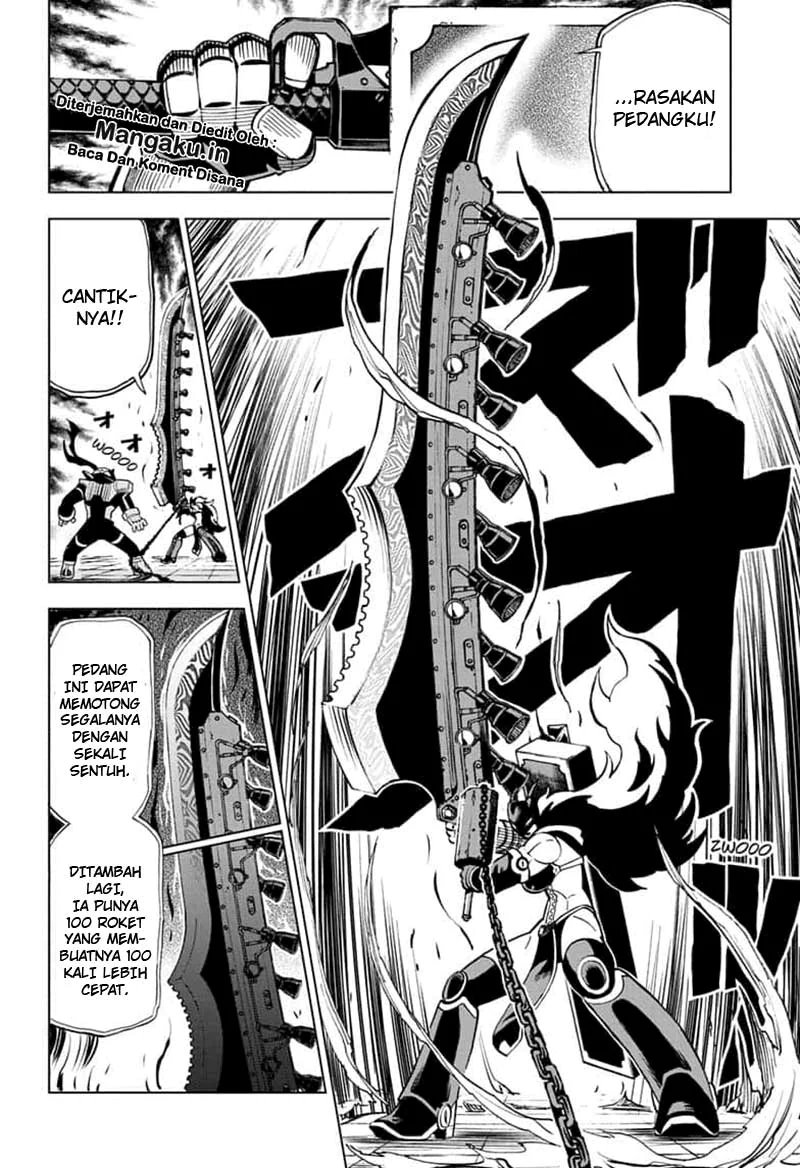 ...RASAKAN
PEDANGKU!
Diterjemahkan dan Diedit Oleh :
Mangaku.in
Baca Dan Koment Disana
ズオオ
ZWOOO
CANTIK-
NYA!!
オオ
WOOOO
PEDANG
INI DAPAT
MEMOTONG
SEGALANYA
DENGAN
SEKALI
SENTUH.
DITAMBAH
LAGI,
IA PUNYA
100 ROKET
YANG MEM-
BUATNYA 100
KALI LEBIH
CEPAT.